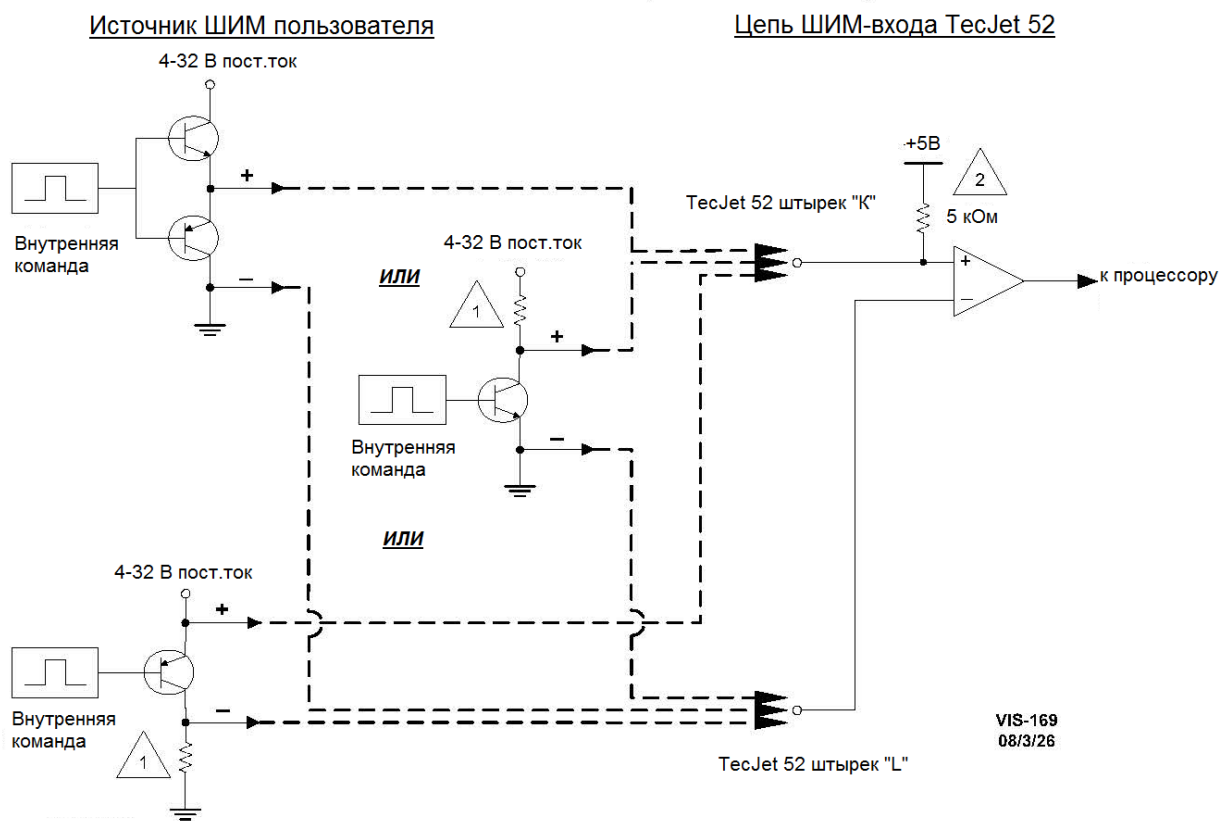 Источник ШИМ пользователя
Цепь ШИМ-входа TecJet 52
4-32 В пост.ток
+
Внутренняя
команда
−
ИЛИ
4-32 В пост.ток
1
+
Внутренняя
команда
−
ИЛИ
4-32 В пост.ток
+
Внутренняя
команда
−
1
TecJet 52 штырек "К"
+5В
2
5 кОм
+
−
к процессору
TecJet 52 штырек "L"
VIS-169
08/3/26